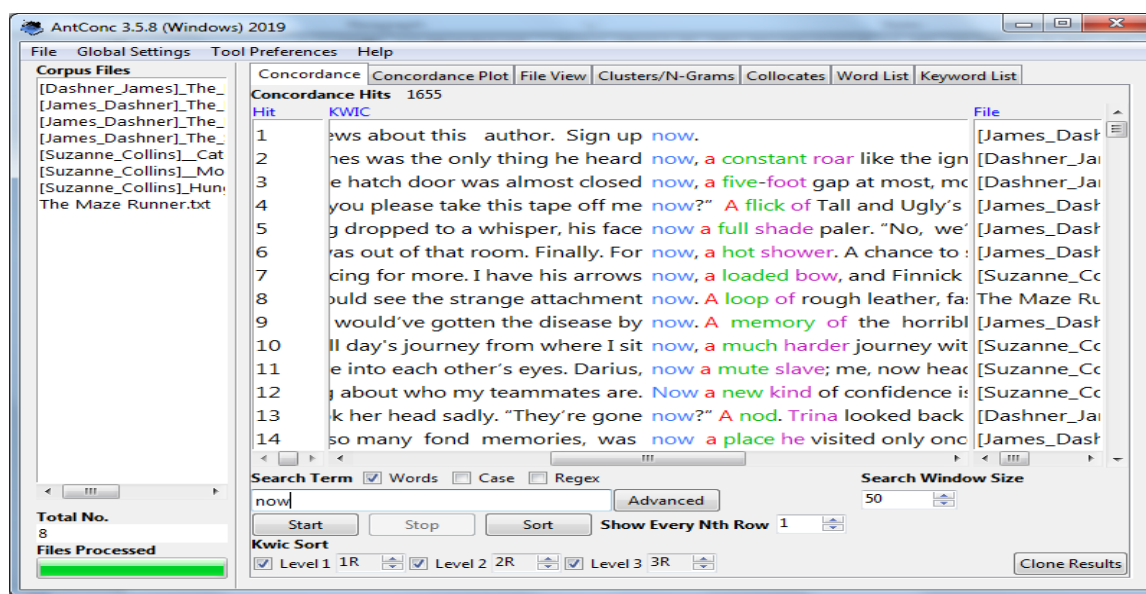 AntConc 3.5.8 (Windows) 2019
File Global Settings Tool Preferences Help
Corpus Files
[Dashner_James]_The_
[James_Dashner]_The_
[James_Dashner]_The_
[James_Dashner]_The_
[Suzanne_Collins]__Cat
[Suzanne_Collins]__Mo
[Suzanne_Collins]_Hun
The Maze Runner.txt
Total No.
8
Files Processed
Concordance Concordance Plot File View Clusters/N-Grams Collocates Word List Keyword List
Concordance Hits 1655
Hit KWIC File
1 ews about this author. Sign up now. [James_Dash
2 nes was the only thing he heard now, a constant roar like the ign [Dashner_Jar
3 e hatch door was almost closed now, a five-foot gap at most, mo [Dashner_Jar
4 you please take this tape off me now?" A flick of Tall and Ugly's [James_Dash
5 g dropped to a whisper, his face now a full shade paler. "No, we' [James_Dash
6 as out of that room. Finally. For now, a hot shower. A chance to [James_Dash
7 cing for more. I have his arrows now, a loaded bow, and Finnick [Suzanne_Co
8 ould see the strange attachment now. A loop of rough leather, fa The Maze Ru
9 would've gotten the disease by now. A memory of the horribl [James_Dash
10 ll day's journey from where I sit now, a much harder journey wit [Suzanne_Co
11 e into each other's eyes. Darius, now a mute slave; me, now head [Suzanne_Co
12 g about who my teammates are. Now a new kind of confidence is [Suzanne_Co
13 k her head sadly. "They're gone now?" A nod. Trina looked back [Dashner_Jar
14 so many fond memories, was now a place he visited only onc [James_Dash
Search Term Words Case Regex Search Window Size
now Advanced 50
Start Stop Sort Show Every Nth Row 1
Kwic Sort
Level 1 1R Level 2 2R Level 3 3R Clone Results